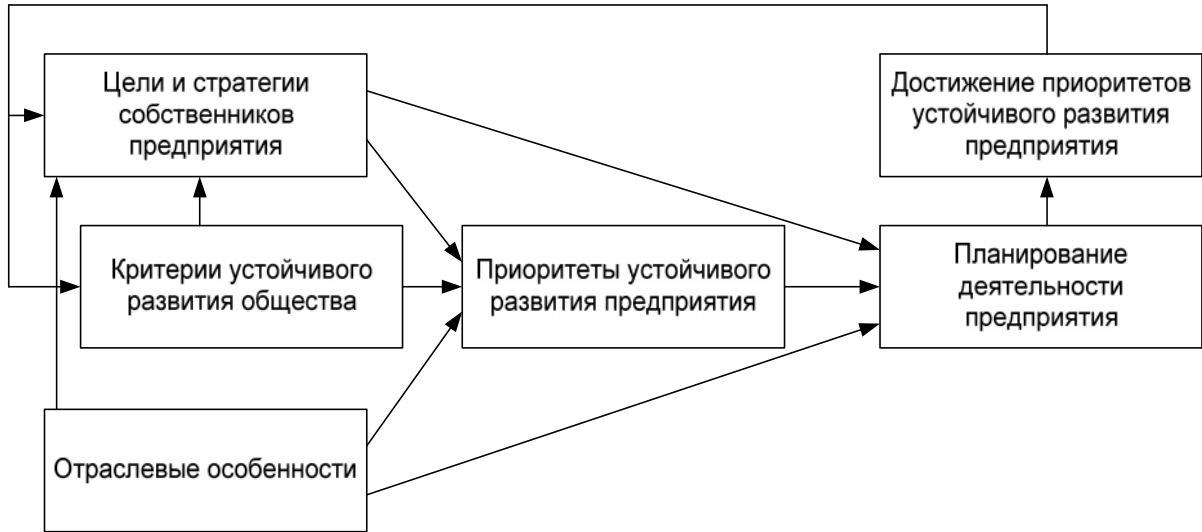 Цели и стратегии
собственников
предприятия
Достижение приоритетов
устойчивого развития
предприятия
Критерии устойчивого
развития общества
Приоритеты устойчивого
развития предприятия
Планирование
деятельности
предприятия
Отраслевые особенности